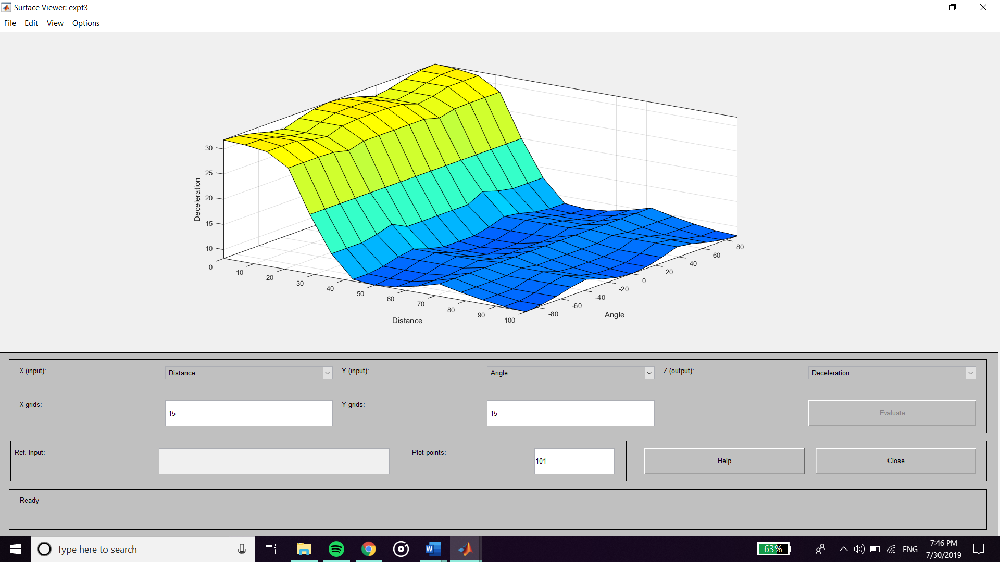 Surface Viewer: expt3
File Edit View Options
30
25
20
15
10
Deceleration
0
10
20
30
40
50
60
70
80
90
100
Distance
-80
-60
-40
-20
0
20
40
60
80
Angle
X (input): Distance Y (input): Angle Z (output): Deceleration
X grids: 15 Y grids: 15 Evaluate
Ref. Input: Plot points: 101 Help Close
Ready
Type here to search
63% ENG 7:46 PM
7/30/2019